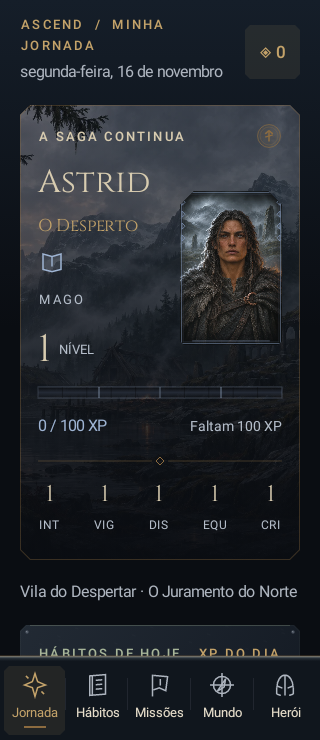 ASCEND / MINHA
JORNADA
segunda-feira, 16 de novembro
0
A SAGA CONTINUA
ASTRID
O DESPERTO
MAGO
1 NÍVEL
0 / 100 XP
Faltam 100 XP
1 1 1 1 1
INT VIG DIS EQU CRI
Vila do Despertar · O Juramento do Norte
HÁBITOS DE HOJE XP DO DIA
Jornada Hábitos Missões Mundo Herói